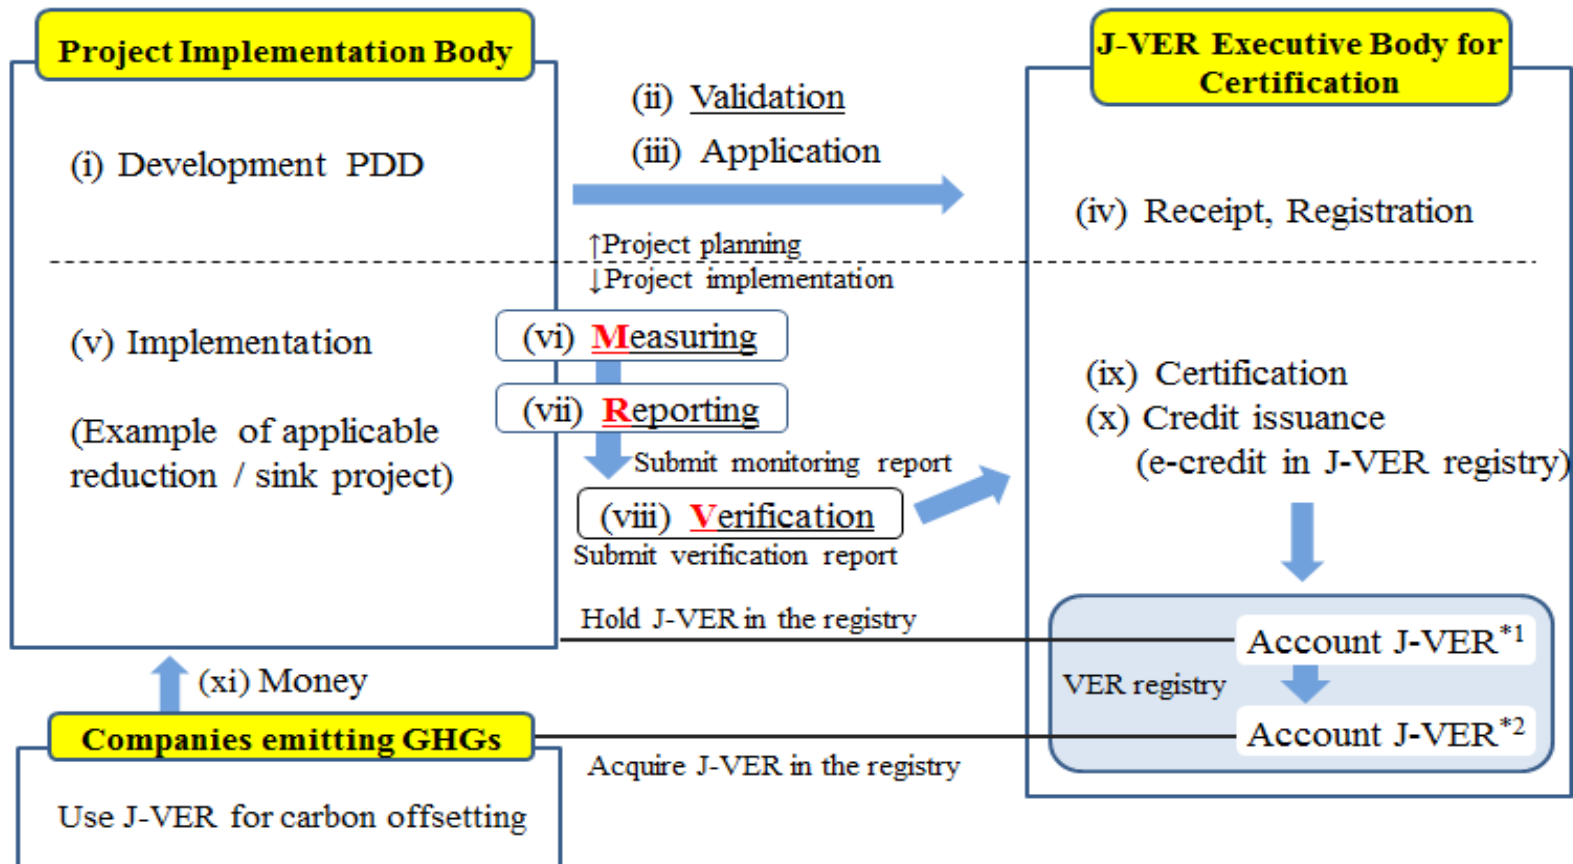 Project Implementation Body
J-VER Executive Body for
Certification
(i) Development PDD
(ii) Validation
(iii) Application
(iv) Receipt, Registration
↑Project planning
↓Project implementation
(v) Implementation
(Example of applicable
reduction / sink project)
(vi) Measuring
(vii) Reporting
Submit monitoring report
(viii) Verification
Submit verification report
(ix) Certification
(x) Credit issuance
(e-credit in J-VER registry)
Hold J-VER in the registry
Account J-VER*1
VER registry
Account J-VER*2
(xi) Money
Companies emitting GHGs
Acquire J-VER in the registry
Use J-VER for carbon offsetting